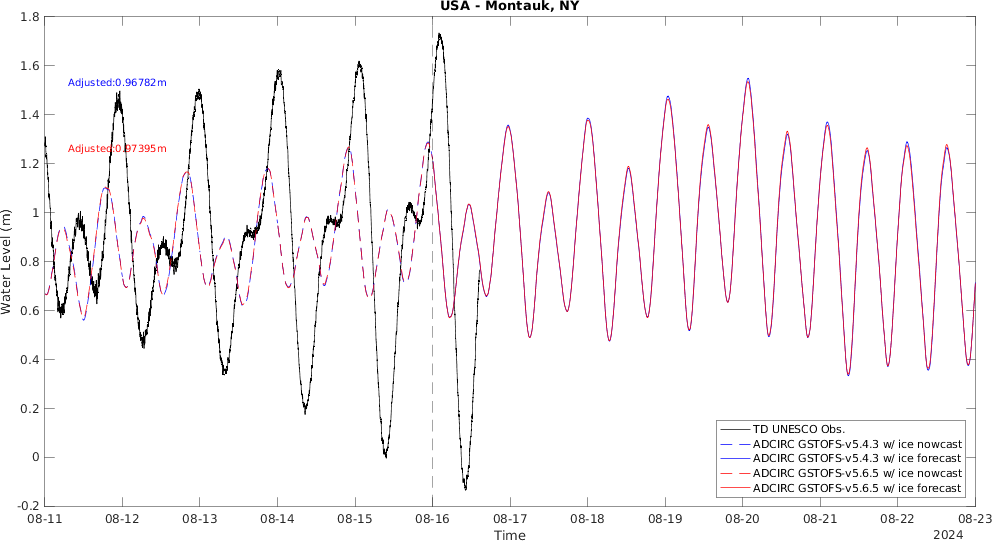 USA - Montauk, NY
1.8
1.6
1.4
1.2
1
0.8
0.6
0.4
0.2
0
-0.2
Water Level (m)
Adjusted:0.96782m
Adjusted:0.97395m
TD UNESCO Obs.
ADCIRC GSTOFS-v5.4.3 w/ ice nowcast
ADCIRC GSTOFS-v5.4.3 w/ ice forecast
ADCIRC GSTOFS-v5.6.5 w/ ice nowcast
ADCIRC GSTOFS-v5.6.5 w/ ice forecast
08-11 08-12 08-13 08-14 08-15 08-16 08-17 08-18 08-19 08-20 08-21 08-22 08-23
Time
2024